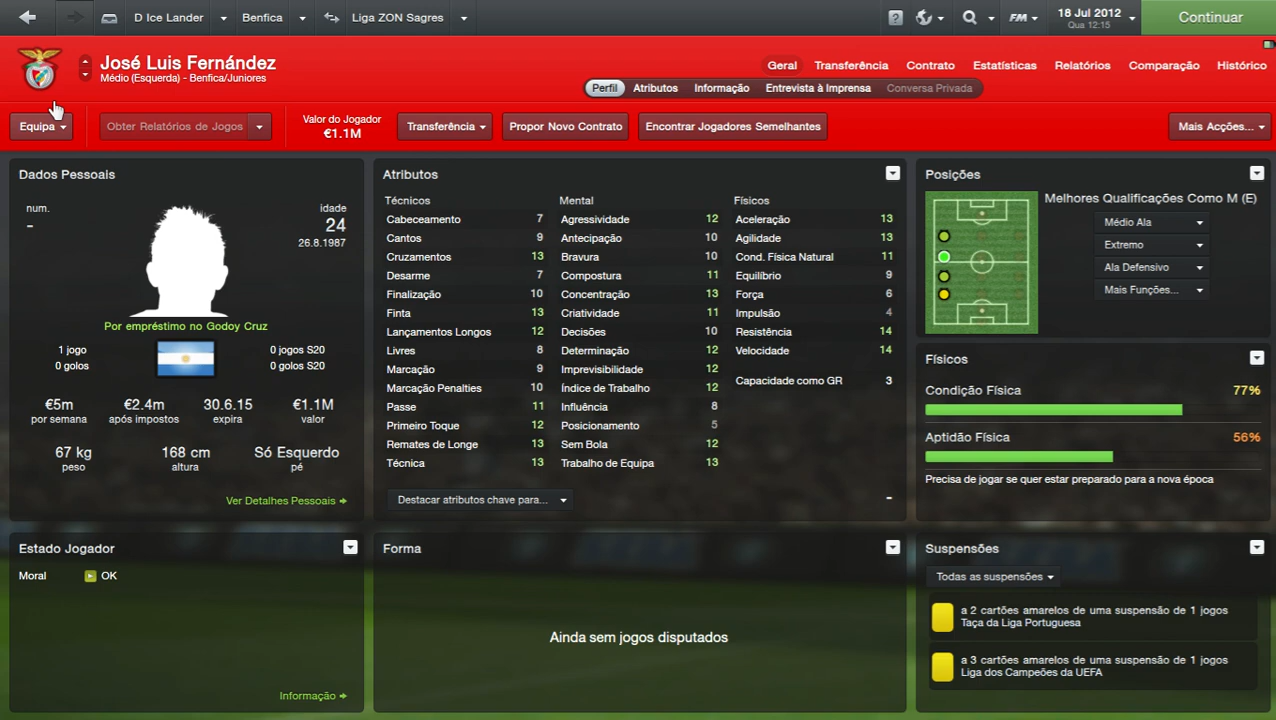 D Ice Lander
Benfica
Liga ZON Sagres
?
FM
18 Jul 2012
Qua 12:15
Continuar
José Luis Fernández
Médio (Esquerda) - Benfica/Juniores
Geral
Transferência
Contrato
Estatísticas
Relatórios
Comparação
Histórico
Perfil
Atributos
Informação
Entrevista à Imprensa
Conversa Privada
Equipa
Obter Relatórios de Jogos
Valor do Jogador
€1.1M
Transferência
Propor Novo Contrato
Encontrar Jogadores Semelhantes
Mais Acções...
Dados Pessoais
num.
-
idade
24
26.8.1987
Por empréstimo no Godoy Cruz
1 jogo
0 golos
0 jogos S20
0 golos S20
€5m
por semana
€2.4m
após impostos
30.6.15
expira
€1.1M
valor
67 kg
peso
168 cm
altura
Só Esquerdo
pé
Ver Detalhes Pessoais
Atributos
Técnicos
Cabeceamento 7
Cantos 9
Cruzamentos 13
Desarme 7
Finalização 10
Finta 13
Lançamentos Longos 12
Livres 8
Marcação 9
Marcação Penalties 10
Passe 11
Primeiro Toque 12
Remates de Longe 13
Técnica 13
Mental
Agressividade 12
Antecipação 10
Bravura 10
Compostura 11
Concentração 13
Criatividade 11
Decisões 10
Determinação 12
Imprevisibilidade 12
Índice de Trabalho 12
Influência 8
Posicionamento 5
Sem Bola 12
Trabalho de Equipa 13
Físicos
Aceleração 13
Agilidade 13
Cond. Física Natural 11
Equilíbrio 9
Força 6
Impulsão 4
Resistência 14
Velocidade 14
Capacidade como GR 3
Destacar atributos chave para...
-
Posições
Melhores Qualificações Como M (E)
Médio Ala
Extremo
Ala Defensivo
Mais Funções...
Físicos
Condição Física 77%
Aptidão Física 56%
Precisa de jogar se quer estar preparado para a nova época
Estado Jogador
Moral OK
Informação
Forma
Ainda sem jogos disputados
Suspensões
Todas as suspensões
a 2 cartões amarelos de uma suspensão de 1 jogos
Taça da Liga Portuguesa
a 3 cartões amarelos de uma suspensão de 1 jogos
Liga dos Campeões da UEFA